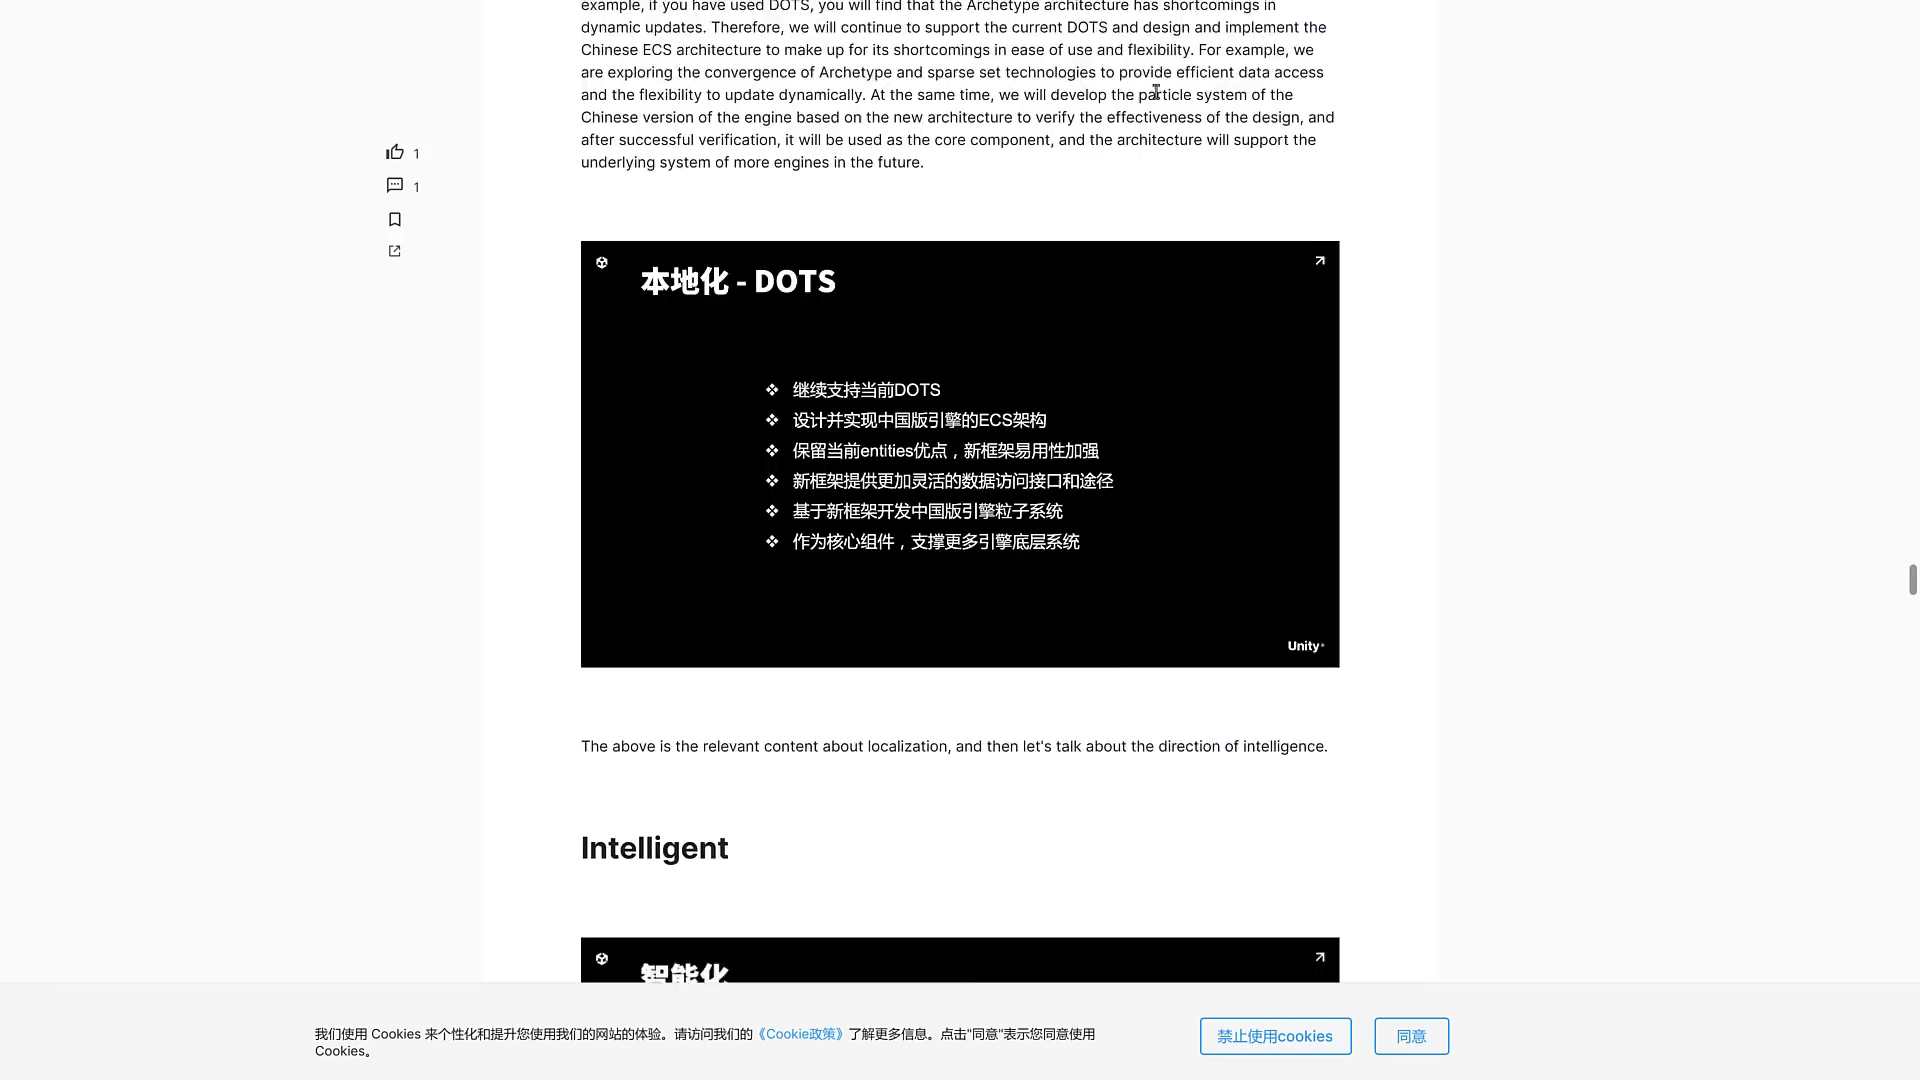 example, if you have used DOTS, you will find that the Archetype architecture has shortcomings in
dynamic updates. Therefore, we will continue to support the current DOTS and design and implement the
Chinese ECS architecture to make up for its shortcomings in ease of use and flexibility. For example, we
are exploring the convergence of Archetype and sparse set technologies to provide efficient data access
and the flexibility to update dynamically. At the same time, we will develop the particle system of the
Chinese version of the engine based on the new architecture to verify the effectiveness of the design, and
after successful verification, it will be used as the core component, and the architecture will support the
underlying system of more engines in the future.
1
1
本地化 - DOTS
❖ 继续支持当前DOTS
❖ 设计并实现中国版引擎的ECS架构
❖ 保留当前entities优点，新框架易用性加强
❖ 新框架提供更加灵活的数据访问接口和途径
❖ 基于新框架开发中国版引擎粒子系统
❖ 作为核心组件，支撑更多引擎底层系统
Unity
The above is the relevant content about localization, and then let's talk about the direction of intelligence.
Intelligent
智能化
我们使用 Cookies 来个性化和提升您使用我们的网站的体验。请访问我们的《Cookie政策》了解更多信息。点击"同意"表示您同意使用
Cookies。
禁止使用cookies
同意